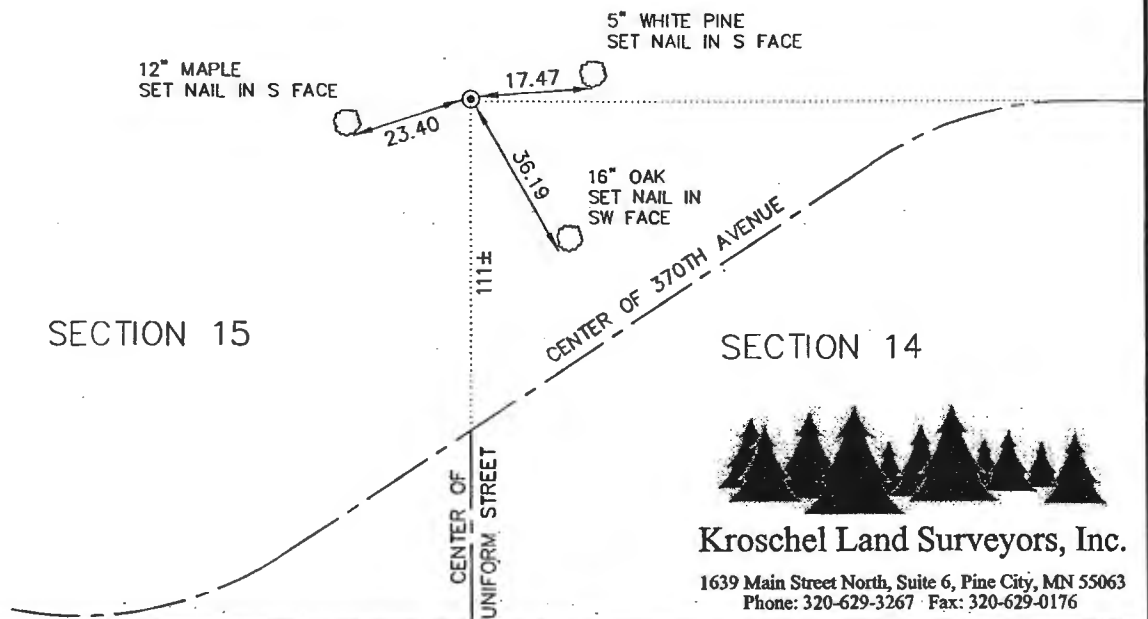 5" WHITE PINE
SET NAIL IN S FACE
12" MAPLE
SET NAIL IN S FACE
17.47
23.40
36.19
16" OAK
SET NAIL IN
SW FACE
111±
CENTER OF 370TH AVENUE
SECTION 15
SECTION 14
CENTER OF
UNIFORM STREET
Kroschel Land Surveyors, Inc.
1639 Main Street North, Suite 6, Pine City, MN 55063
Phone: 320-629-3267 Fax: 320-629-0176